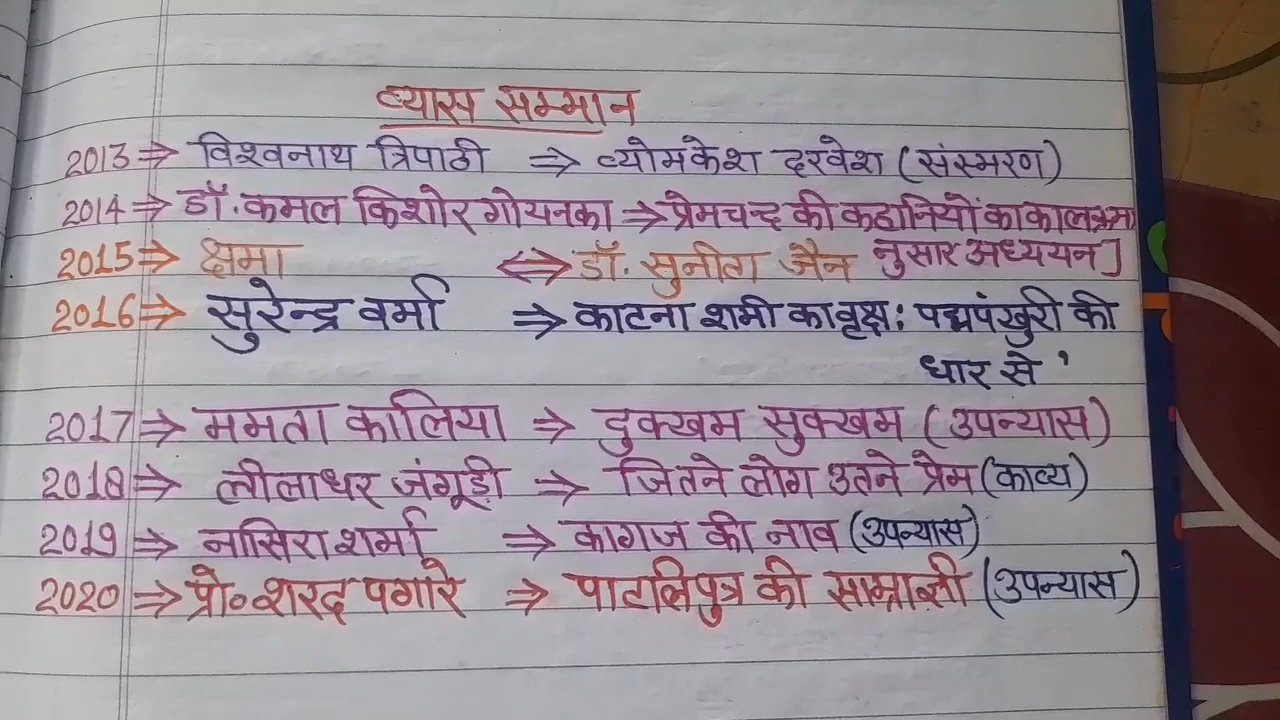 व्यास सम्मान
2013⇒ विश्वनाथ त्रिपाठी ⇒ व्योमकेश दरवेश (संस्मरण)
2014⇒ डॉ. कमल किशोर गोयनका ⇒ प्रेमचन्द की कहानियों का कालक्रमा
2015⇒ क्षमा ⇔ डॉ. सुनीता जैन नुसार अध्ययन]
2016⇒ सुरेन्द्र वर्मा ⇒ काटना शमी का वृक्ष: पद्मपंखुरी की
धार से '
2017⇒ ममता कालिया ⇒ दुक्खम सुक्खम (उपन्यास)
2018⇒ लीलाधर जंगूड़ी ⇒ जितने लोग उतने प्रेम (काव्य)
2019⇒ नासिरा शर्मा ⇒ कागज की नाव (उपन्यास)
2020⇒ प्रो० शरद पगारे ⇒ पाटलिपुत्र की साम्राज्ञी (उपन्यास)